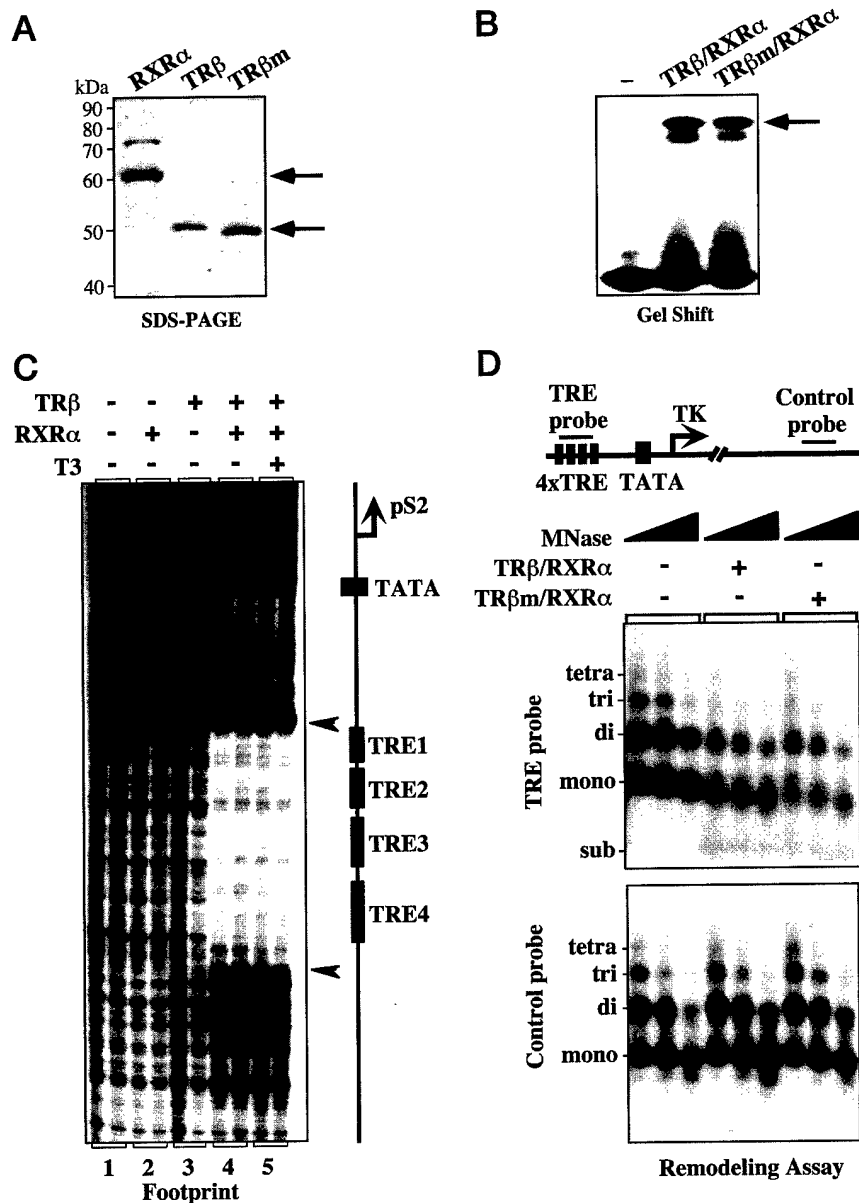 A
RXRα TRβ TRβm
kDa
90
80
70
60
50
40
SDS-PAGE
B
- TRβ/RXRα TRβm/RXRα
Gel Shift
C
TRβ - - + + +
RXRα - + - + +
T3 - - - - +
pS2
TATA
TRE1
TRE2
TRE3
TRE4
1 2 3 4 5
Footprint
D
TRE probe
TK
Control probe
4xTRE TATA
MNase
TRβ/RXRα - + -
TRβm/RXRα - - +
TRE probe
tetra
tri
di
mono
sub
Control probe
tetra
tri
di
mono
Remodeling Assay